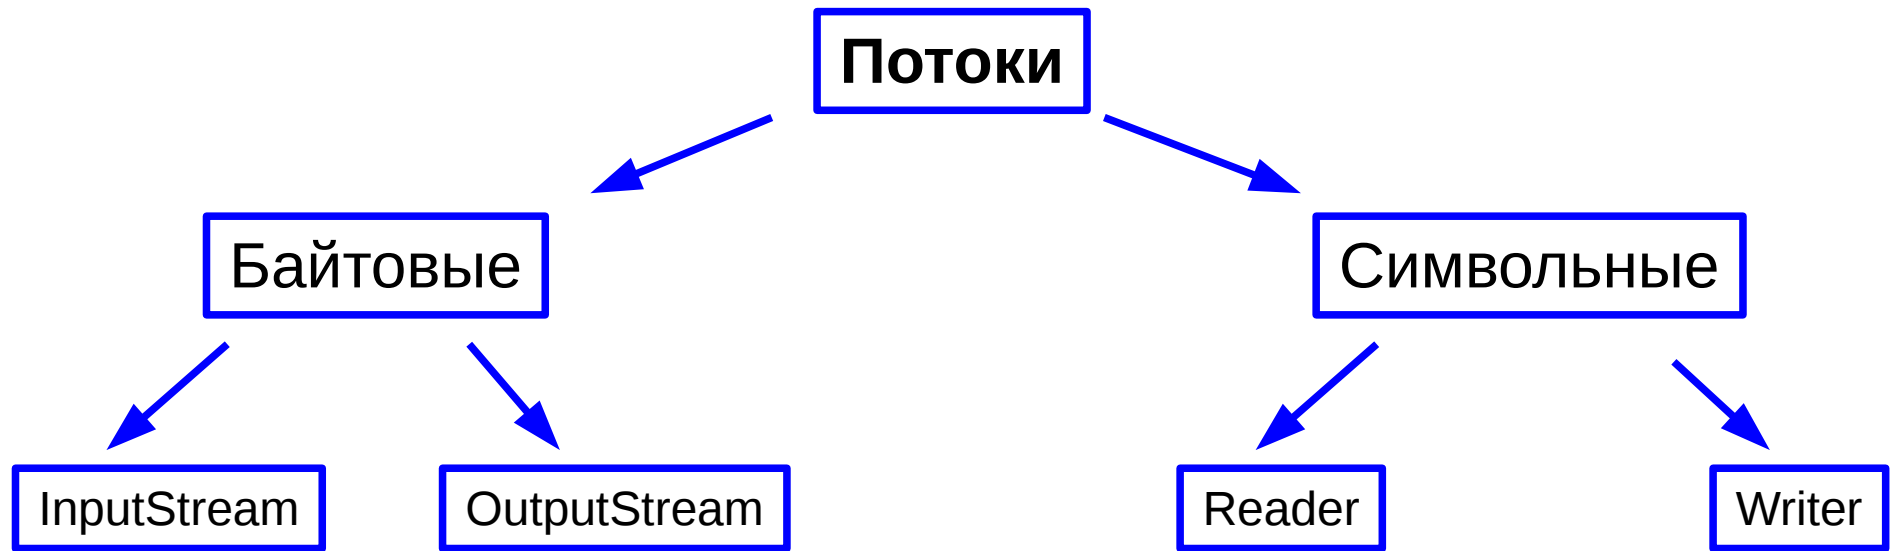 Потоки
Байтовые
Символьные
InputStream
OutputStream
Reader
Writer